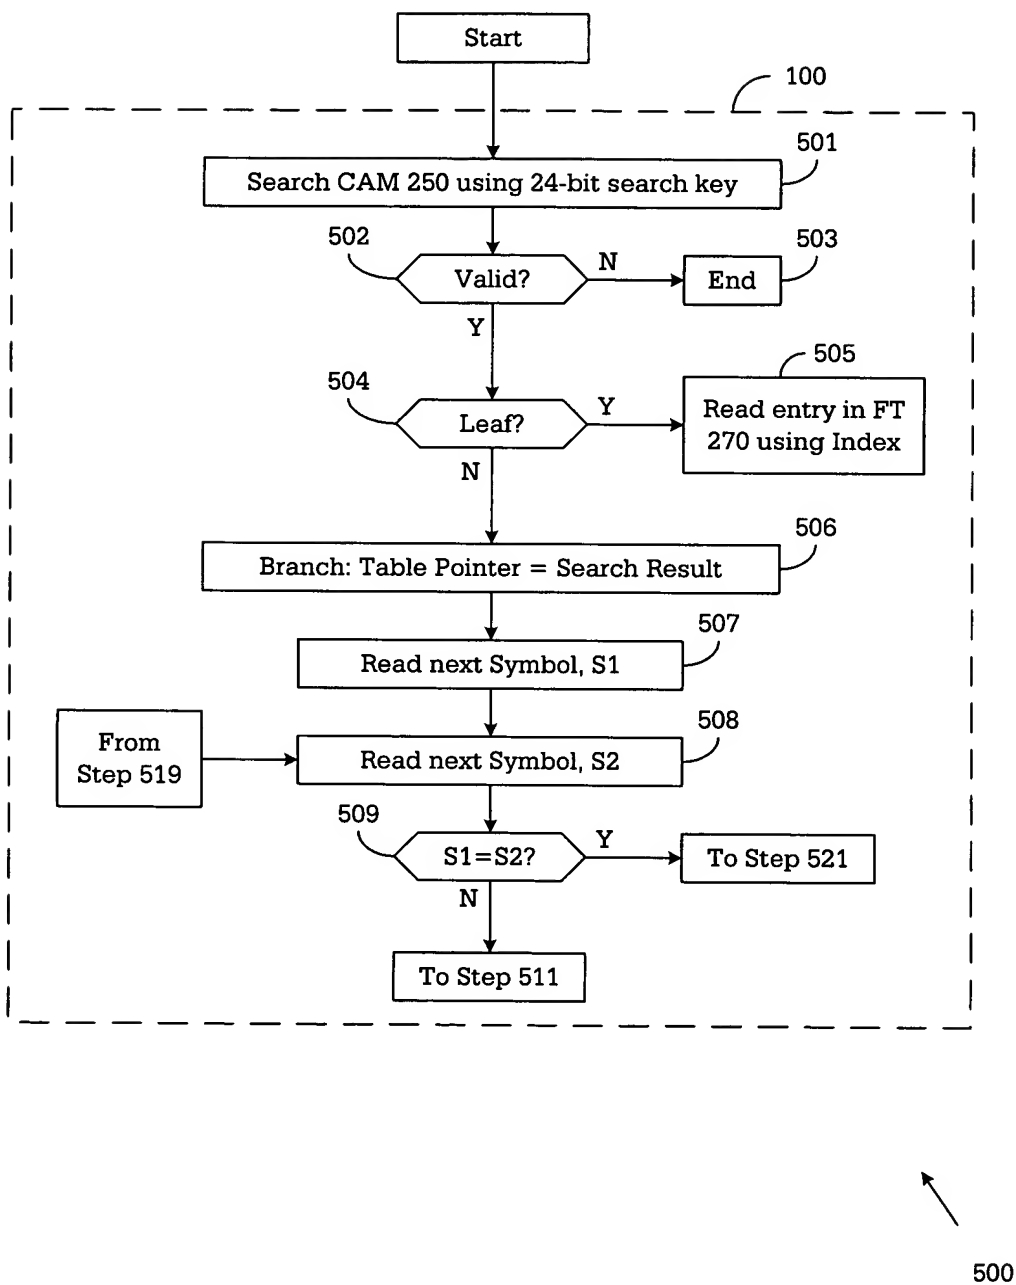 Start
100
501
Search CAM 250 using 24-bit search key
502
503
Valid?
N
End
Y
504
505
Leaf?
Y
Read entry in FT
270 using Index
N
506
Branch: Table Pointer = Search Result
507
Read next Symbol, S1
508
From
Step 519
Read next Symbol, S2
509
S1=S2?
Y
To Step 521
N
To Step 511
500